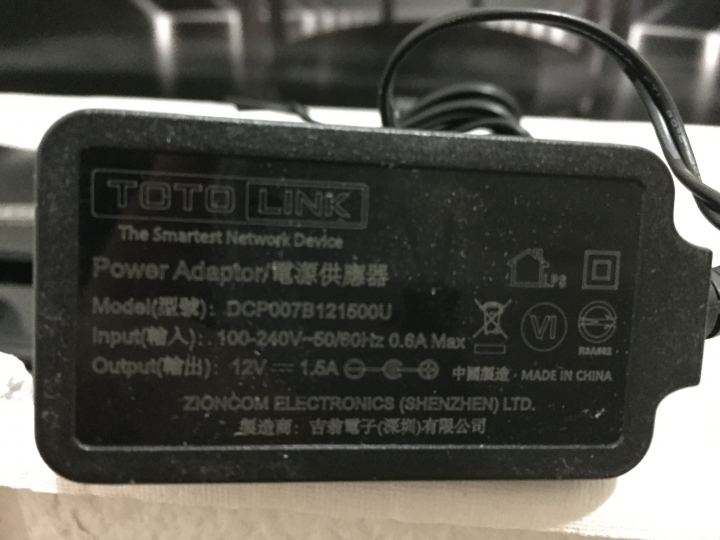 TOTO LINK
The Smartest Network Device
Power Adaptor/電源供應器
Model(型號): DCP007B121500U
Input(輸入): 100-240V~50/60Hz 0.6A Max
Output(輸出): 12V 1.5A
LPS
VI
中國製造 · MADE IN CHINA
ZIONCOM ELECTRONICS (SHENZHEN) LTD.
製造商: 吉翁電子(深圳)有限公司